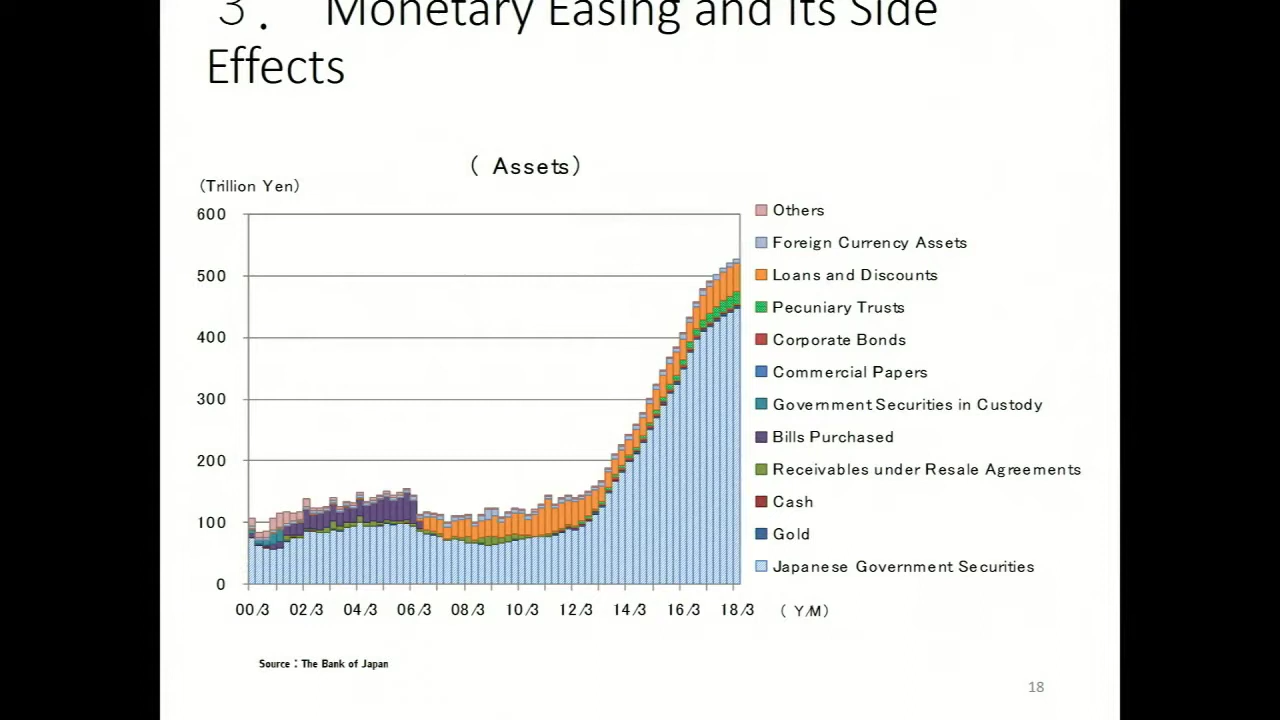 ３． Monetary Easing and Its Side
Effects
( Assets)
(Trillion Yen)
600
500
400
300
200
100
0
00/3 02/3 04/3 06/3 08/3 10/3 12/3 14/3 16/3 18/3 ( Y/M)
Others
Foreign Currency Assets
Loans and Discounts
Pecuniary Trusts
Corporate Bonds
Commercial Papers
Government Securities in Custody
Bills Purchased
Receivables under Resale Agreements
Cash
Gold
Japanese Government Securities
Source：The Bank of Japan
18